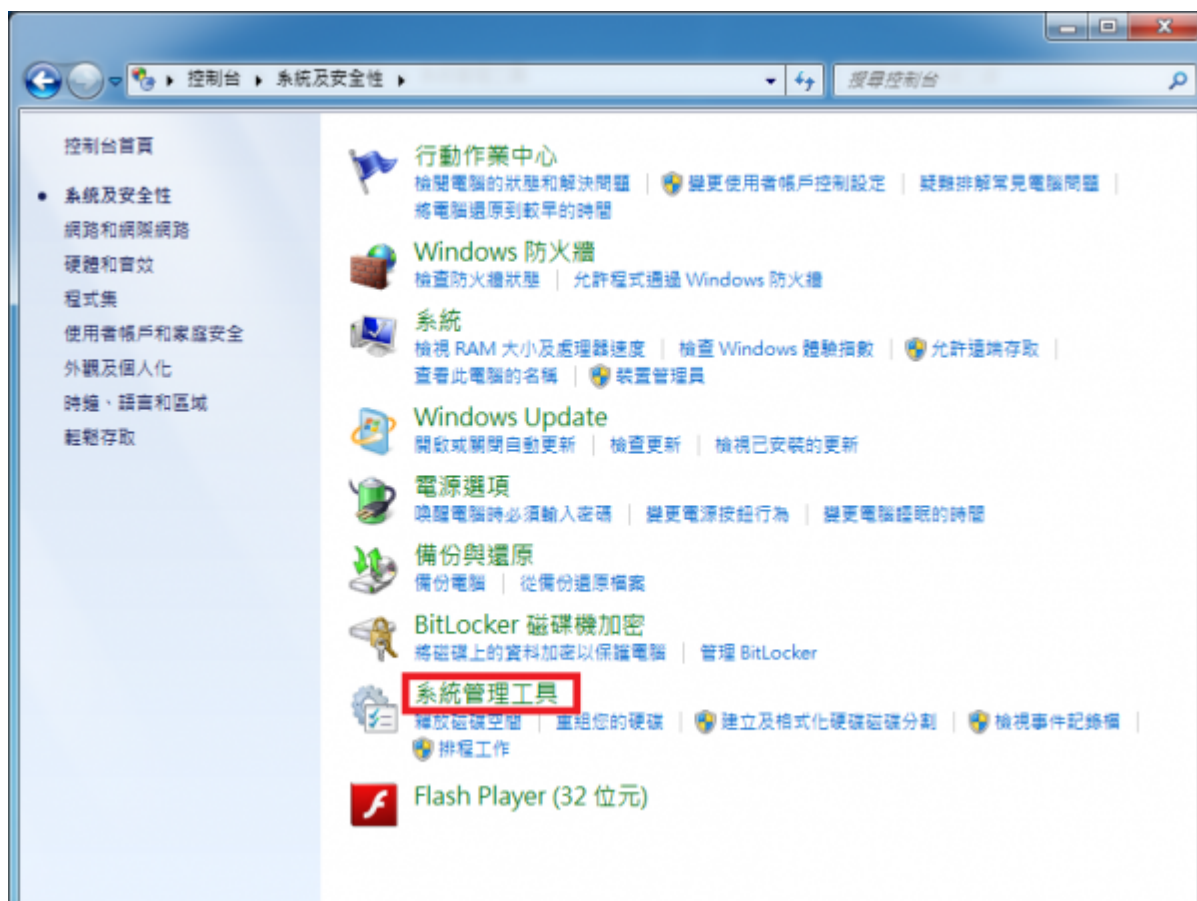 控制台 ▸ 系統及安全性 ▸
搜尋控制台
控制台首頁
系統及安全性
網路和網際網路
硬體和音效
程式集
使用者帳戶和家庭安全
外觀及個人化
時鐘、語言和區域
輕鬆存取
行動作業中心
檢閱電腦的狀態和解決問題 | 變更使用者帳戶控制設定 | 疑難排解常見電腦問題 |
將電腦還原到較早的時間
Windows 防火牆
檢查防火牆狀態 | 允許程式通過 Windows 防火牆
系統
檢視 RAM 大小及處理器速度 | 檢查 Windows 體驗指數 | 允許遠端存取 |
查看此電腦的名稱 | 裝置管理員
Windows Update
開啟或關閉自動更新 | 檢查更新 | 檢視已安裝的更新
電源選項
喚醒電腦時必須輸入密碼 | 變更電源按鈕行為 | 變更電腦睡眠的時間
備份與還原
備份電腦 | 從備份還原檔案
BitLocker 磁碟機加密
將磁碟上的資料加密以保護電腦 | 管理 BitLocker
系統管理工具
釋放磁碟空間 | 重組您的硬碟 | 建立及格式化硬碟磁碟分割 | 檢視事件記錄檔 |
排程工作
Flash Player (32 位元)